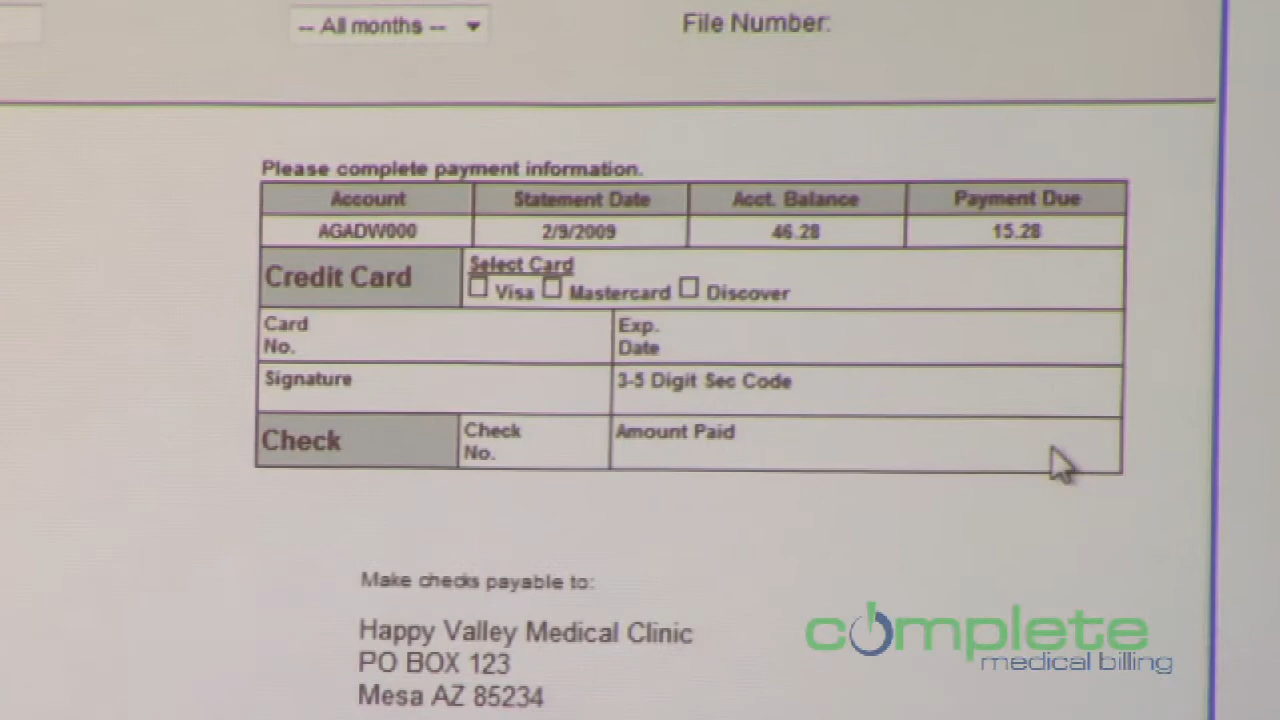 -- All months --
File Number:
Please complete payment information.
Account Statement Date Acct. Balance Payment Due
AGADW000 2/9/2009 46.28 15.28
Credit Card
Select Card
Visa Mastercard Discover
Card
No.
Exp.
Date
Signature
3-5 Digit Sec Code
Check
Check
No.
Amount Paid
Make checks payable to:
Happy Valley Medical Clinic
PO BOX 123
Mesa AZ 85234
complete
medical billing